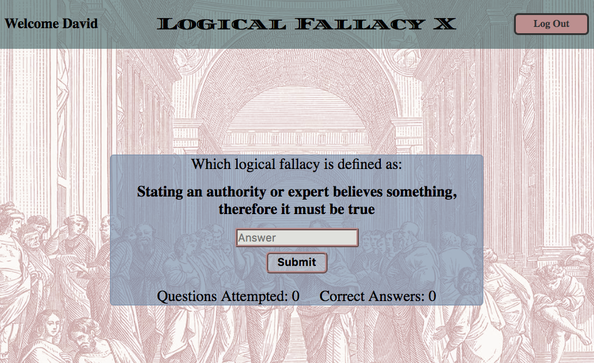 Welcome David
Logical Fallacy X
Log Out
Which logical fallacy is defined as:
Stating an authority or expert believes something,
therefore it must be true
Answer
Submit
Questions Attempted: 0 Correct Answers: 0